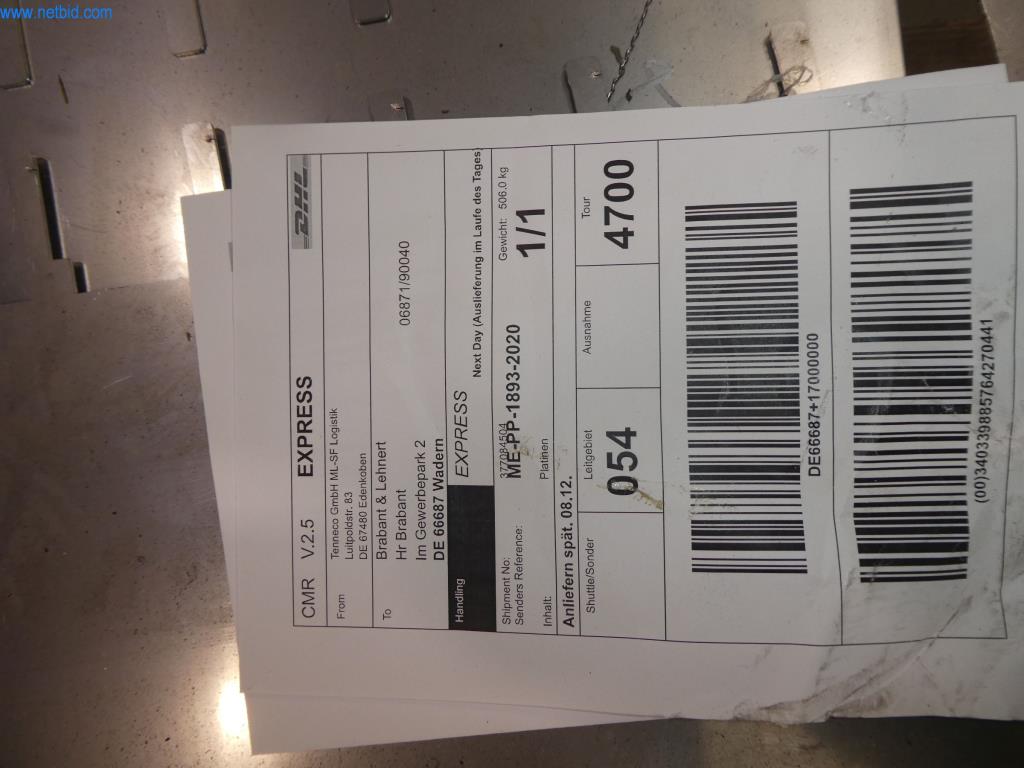 www.netbid.com
CMR V.2.5 EXPRESS DHL
From
Tenneco GmbH ML-SF Logistik
Luitpoldstr. 83
DE 67480 Edenkoben
To
Brabant & Lehnert
Hr Brabant 06871/90040
Im Gewerbepark 2
DE 66687 Wadern
Handling EXPRESS
Next Day (Auslieferung im Laufe des Tages)
Shipment No: 377084504 Gewicht: 506.0 kg
Senders Reference: ME-PP-1893-2020 1/1
Inhalt: Platinen
Anliefern spät. 08.12.
Shuttle/Sonder Leitgebiet Ausnahme Tour
054 4700
DE66687+17000000
(00)340339885764270441